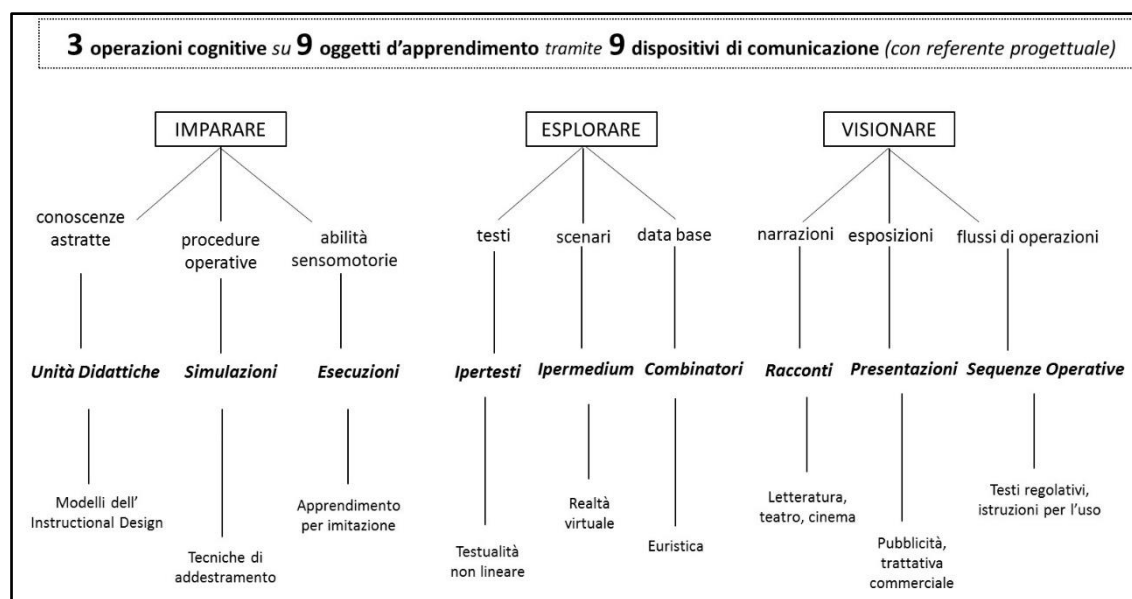 3 operazioni cognitive su 9 oggetti d'apprendimento tramite 9 dispositivi di comunicazione (con referente progettuale)
IMPARARE
ESPLORARE
VISIONARE
conoscenze
astratte
procedure
operative
abilità
sensomotorie
testi
scenari
data base
narrazioni
esposizioni
flussi di operazioni
Unità Didattiche
Simulazioni
Esecuzioni
Ipertesti
Ipermedium
Combinatori
Racconti
Presentazioni
Sequenze Operative
Modelli dell'
Instructional Design
Tecniche di
addestramento
Apprendimento
per imitazione
Testualità
non lineare
Realtà
virtuale
Euristica
Letteratura,
teatro, cinema
Pubblicità,
trattativa
commerciale
Testi regolativi,
istruzioni per l'uso